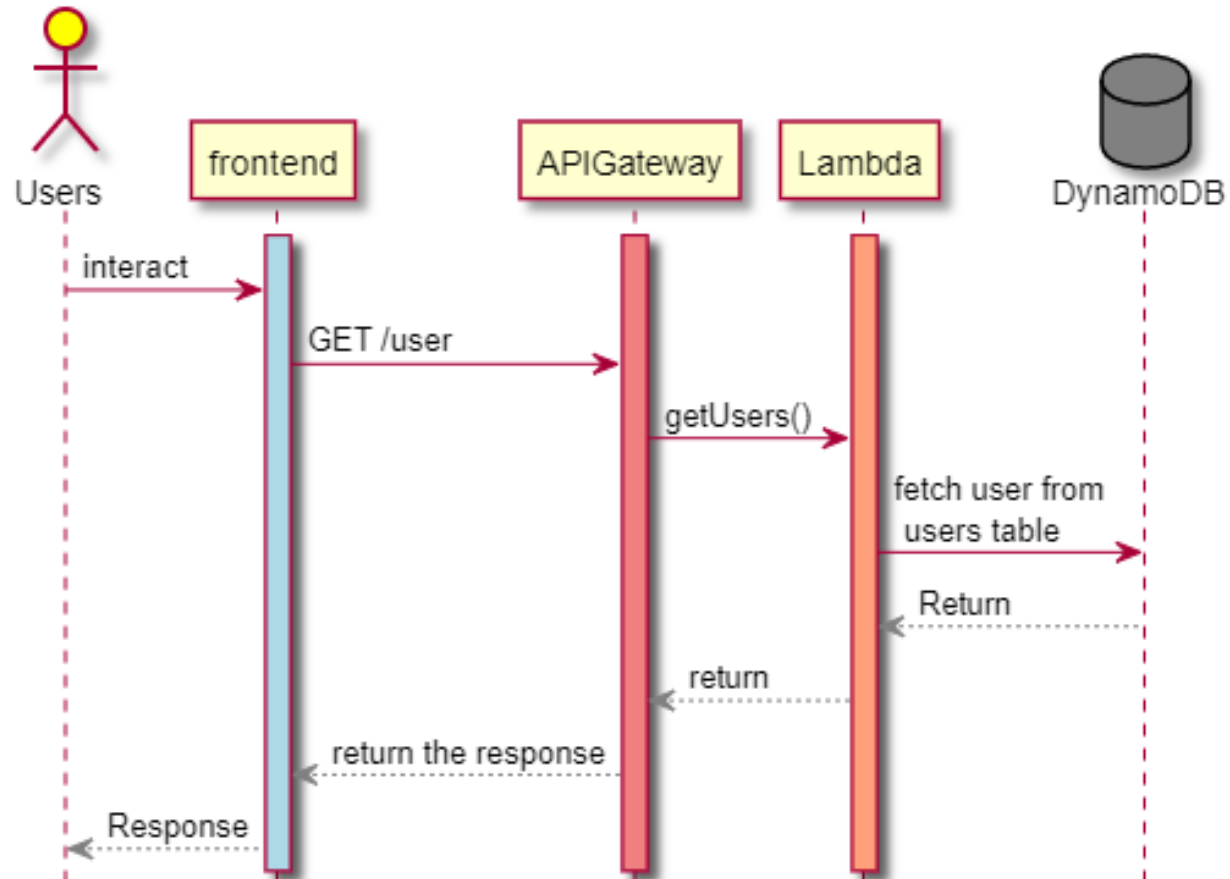 Users
frontend
APIGateway
Lambda
DynamoDB
interact
GET /user
getUsers()
fetch user from
users table
Return
return
return the response
Response